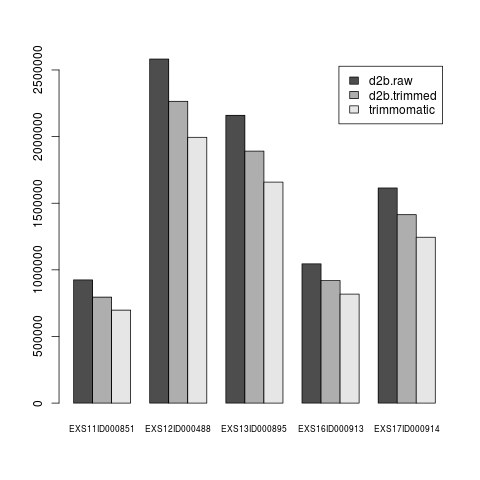 2500000
2000000
1500000
1000000
500000
0
d2b.raw
d2b.trimmed
trimmomatic
EXS11ID000851
EXS12ID000488
EXS13ID000895
EXS16ID000913
EXS17ID000914